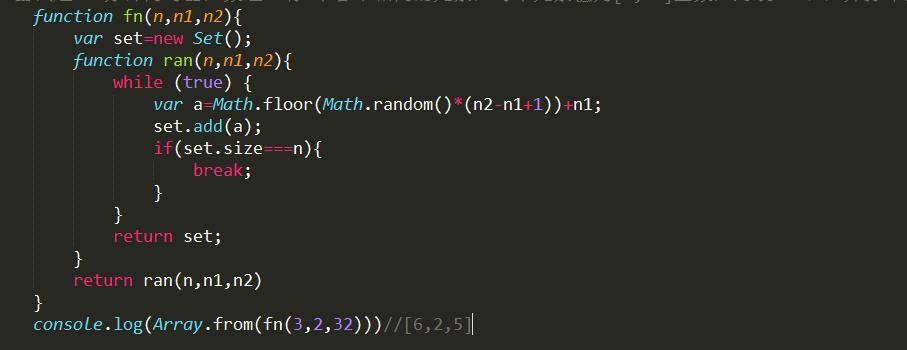 function fn(n,n1,n2){
var set=new Set();
function ran(n,n1,n2){
while (true) {
var a=Math.floor(Math.random()*(n2-n1+1))+n1;
set.add(a);
if(set.size===n){
break;
}
}
return set;
}
return ran(n,n1,n2)
}
console.log(Array.from(fn(3,2,32)))//[6,2,5]